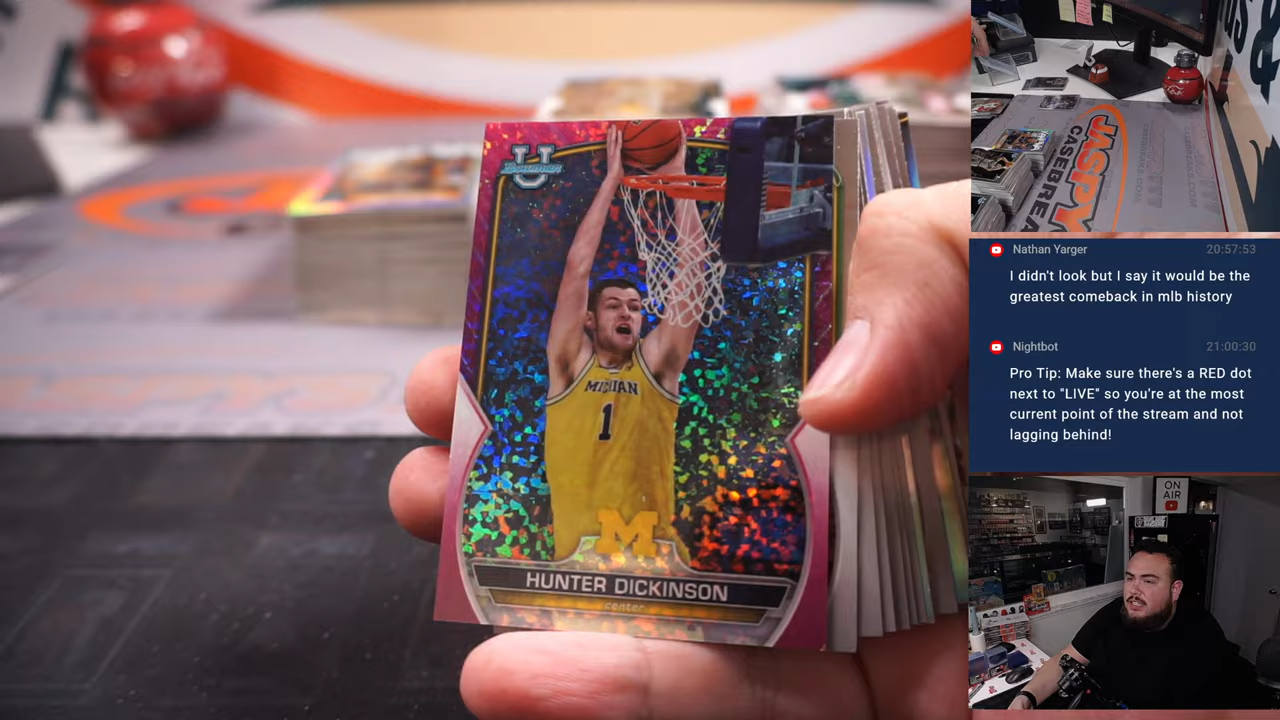 U
Bowman
MICHIGAN
1
M
HUNTER DICKINSON
center
JASPY
CASEBREA
Nathan Yarger 20:57:53
I didn't look but I say it would be the
greatest comeback in mlb history
Nightbot 21:00:30
Pro Tip: Make sure there's a RED dot
next to "LIVE" so you're at the most
current point of the stream and not
lagging behind!
ON
AIR